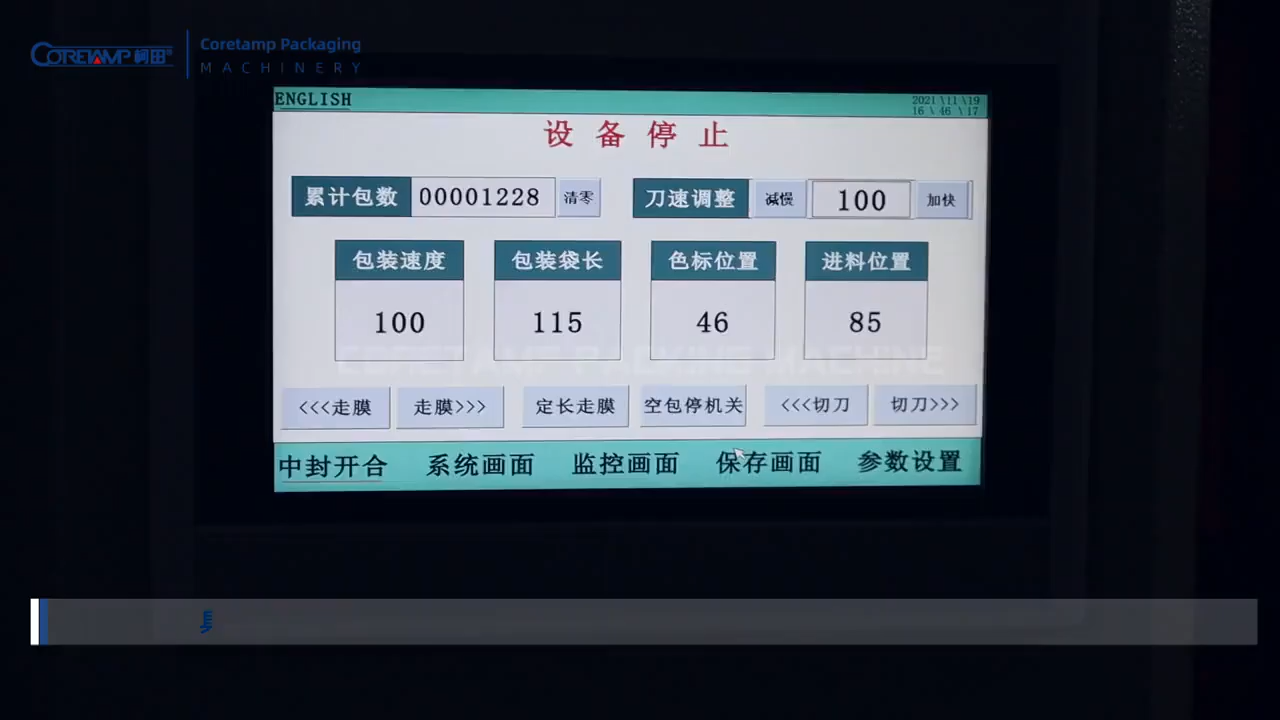 CORETAMP 柯田®
Coretamp Packaging
MACHINERY
ENGLISH
2021\11\19
16\46\17
设备停止
累计包数 00001228 清零 刀速调整 减慢 100 加快
包装速度 包装袋长 色标位置 进料位置
100 115 46 85
CORETAMP PACKING MACHINE
<<<走膜 走膜>>> 定长走膜 空包停机关 <<<切刀 切刀>>>
中封开合 系统画面 监控画面 保存画面 参数设置